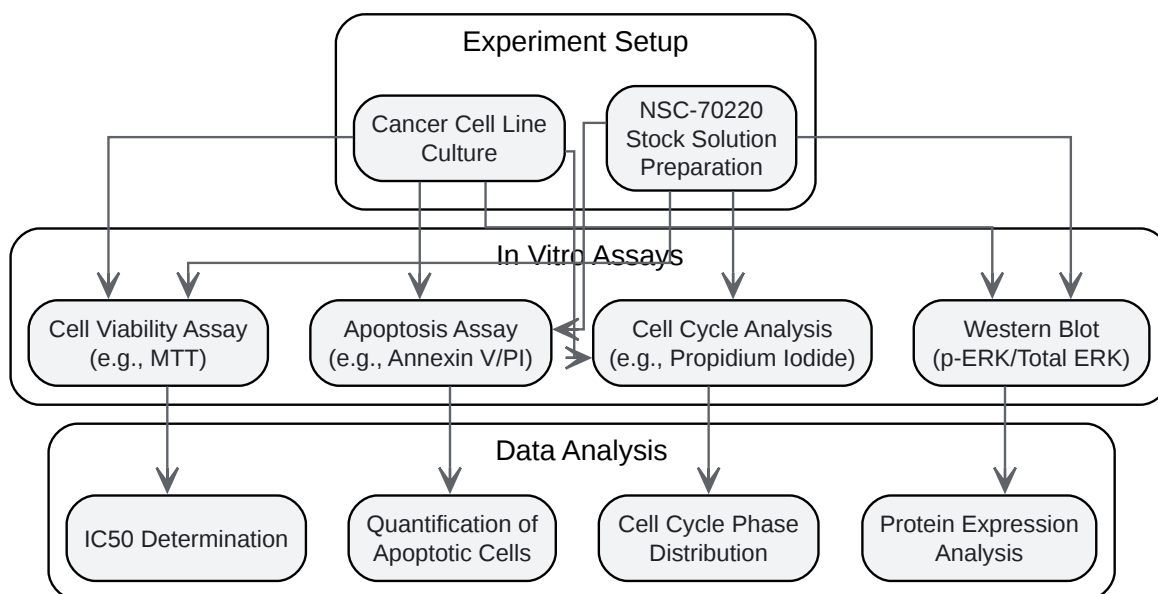 Experiment Setup
Cancer Cell Line
Culture
NSC-70220
Stock Solution
Preparation
In Vitro Assays
Cell Viability Assay
(e.g., MTT)
Apoptosis Assay
(e.g., Annexin V/PI)
Cell Cycle Analysis
(e.g., Propidium Iodide)
Western Blot
(p-ERK/Total ERK)
Data Analysis
IC50 Determination
Quantification of
Apoptotic Cells
Cell Cycle Phase
Distribution
Protein Expression
Analysis